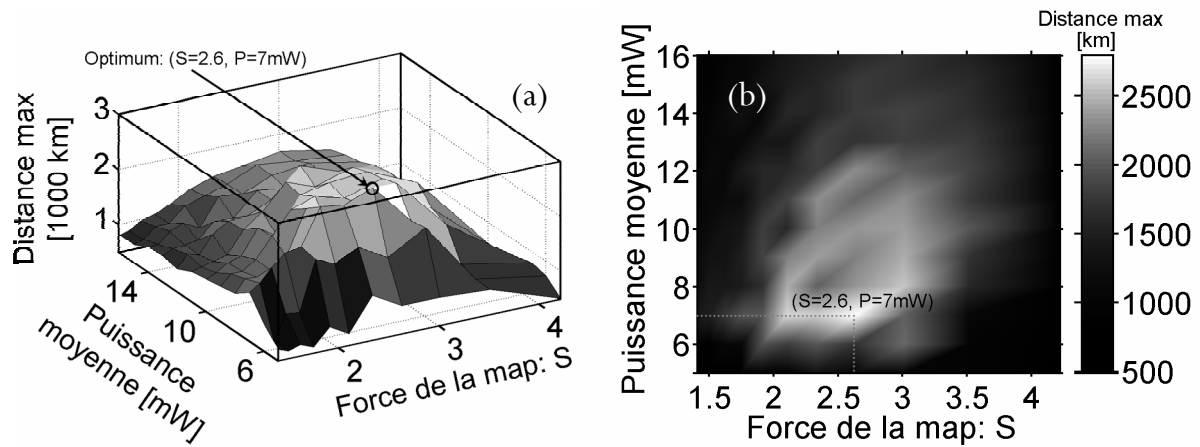 Optimum: (S=2.6, P=7mW)
(a)
Distance max
[1000 km]
3
2
1
14
10
6
Puissance
moyenne [mW]
2
3
4
Force de la map: S
Distance max
[km]
(b)
Puissance moyenne [mW]
16
14
12
10
8
6
(S=2.6, P=7mW)
1.5 2 2.5 3 3.5 4
Force de la map: S
2500
2000
1500
1000
500